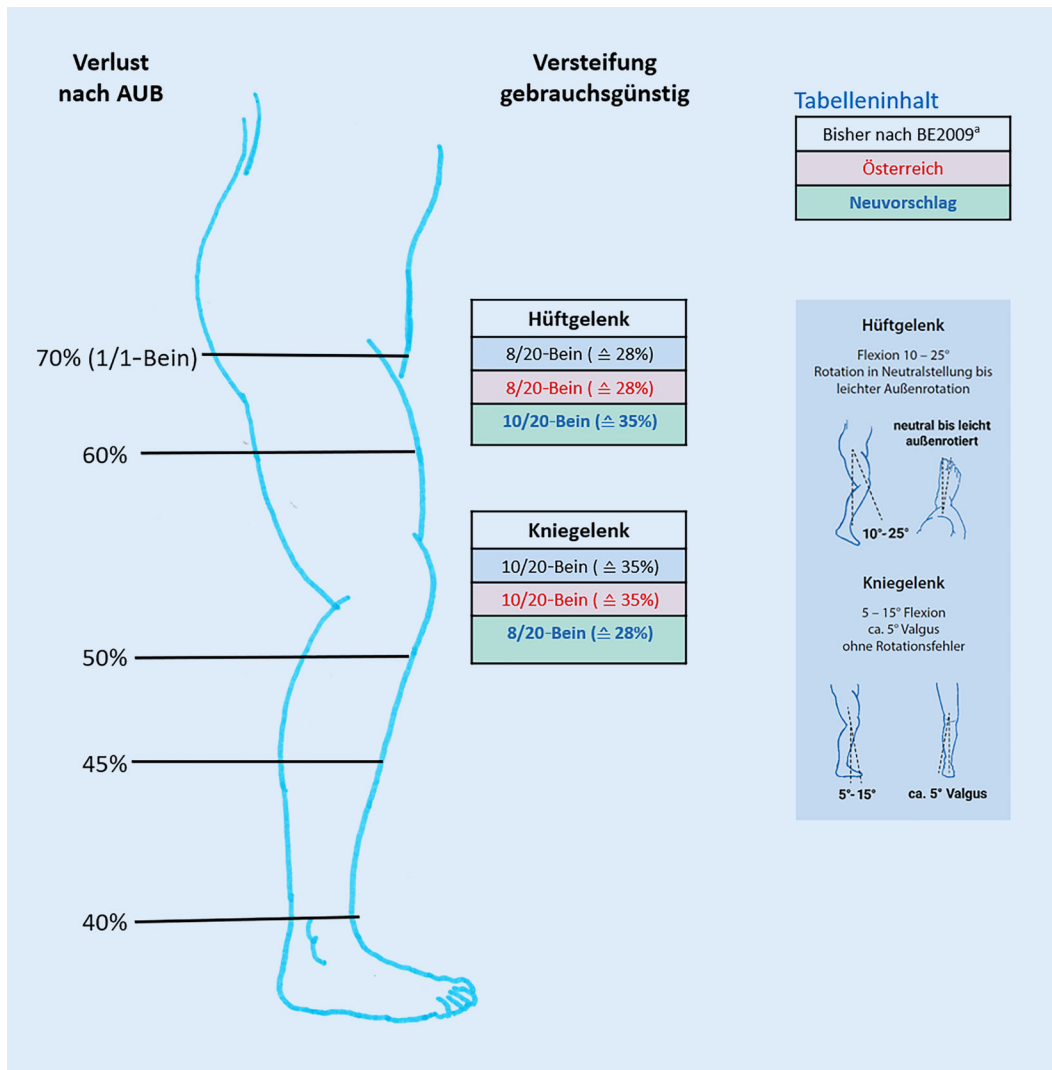 Verlust
nach AUB
Versteifung
gebrauchsgünstig
Tabelleninhalt
Bisher nach BE2009ª
Österreich
Neuvorschlag
70% (1/1-Bein)
60%
50%
45%
40%
Hüftgelenk
8/20-Bein ( ≙ 28%)
8/20-Bein ( ≙ 28%)
10/20-Bein (≙ 35%)
Kniegelenk
10/20-Bein ( ≙ 35%)
10/20-Bein ( ≙ 35%)
8/20-Bein (≙ 28%)
Hüftgelenk
Flexion 10 – 25°
Rotation in Neutralstellung bis
leichter Außenrotation
neutral bis leicht
außenrotiert
10°- 25°
Kniegelenk
5 – 15° Flexion
ca. 5° Valgus
ohne Rotationsfehler
5°- 15°
ca. 5° Valgus